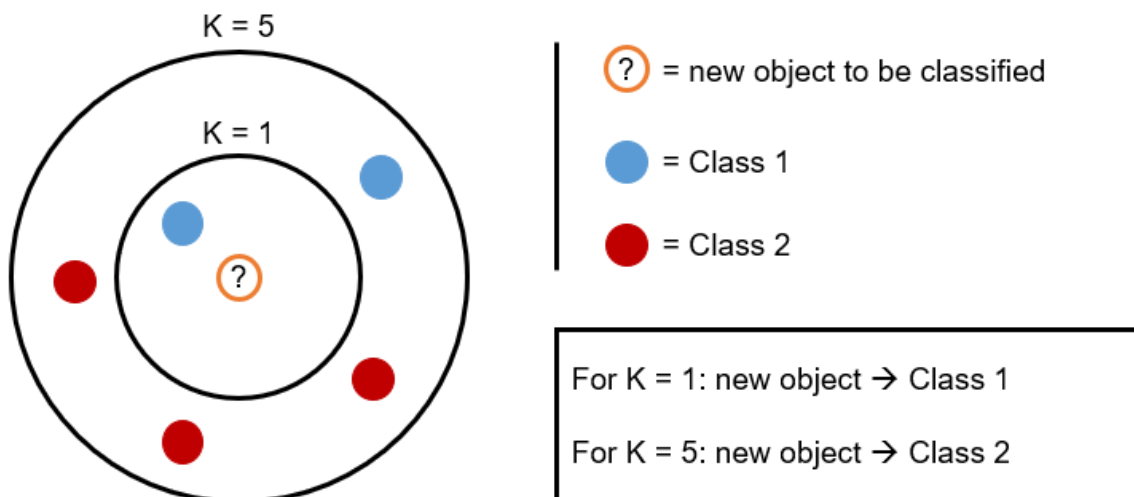 K = 5
K = 1
?
? = new object to be classified
= Class 1
= Class 2
For K = 1: new object → Class 1
For K = 5: new object → Class 2